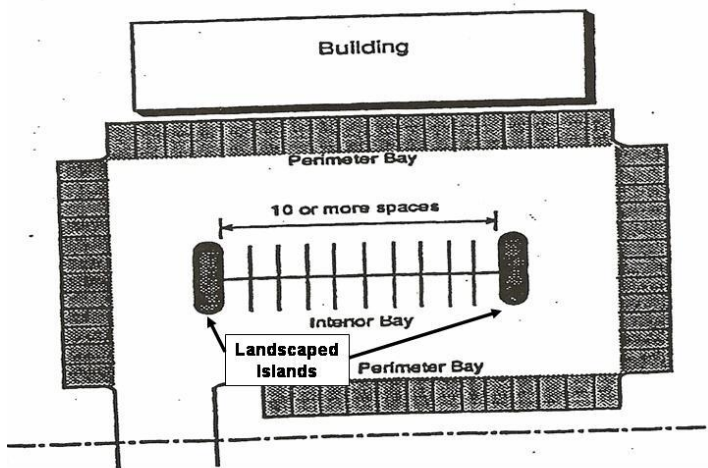 Building
Perimeter Bay
10 or more spaces
Interior Bay
Landscaped
Islands
Perimeter Bay